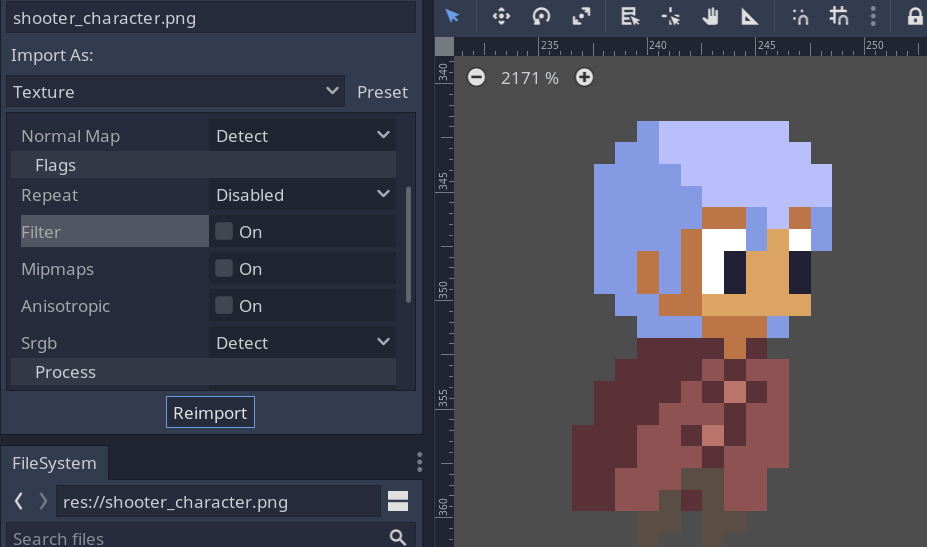 shooter_character.png
Import As:
Texture
Preset
Normal Map
Detect
Flags
Repeat
Disabled
Filter
On
Mipmaps
On
Anisotropic
On
Srgb
Detect
Process
Reimport
FileSystem
res://shooter_character.png
Search files
235
240
245
250
2171 %
340
345
350
355
360